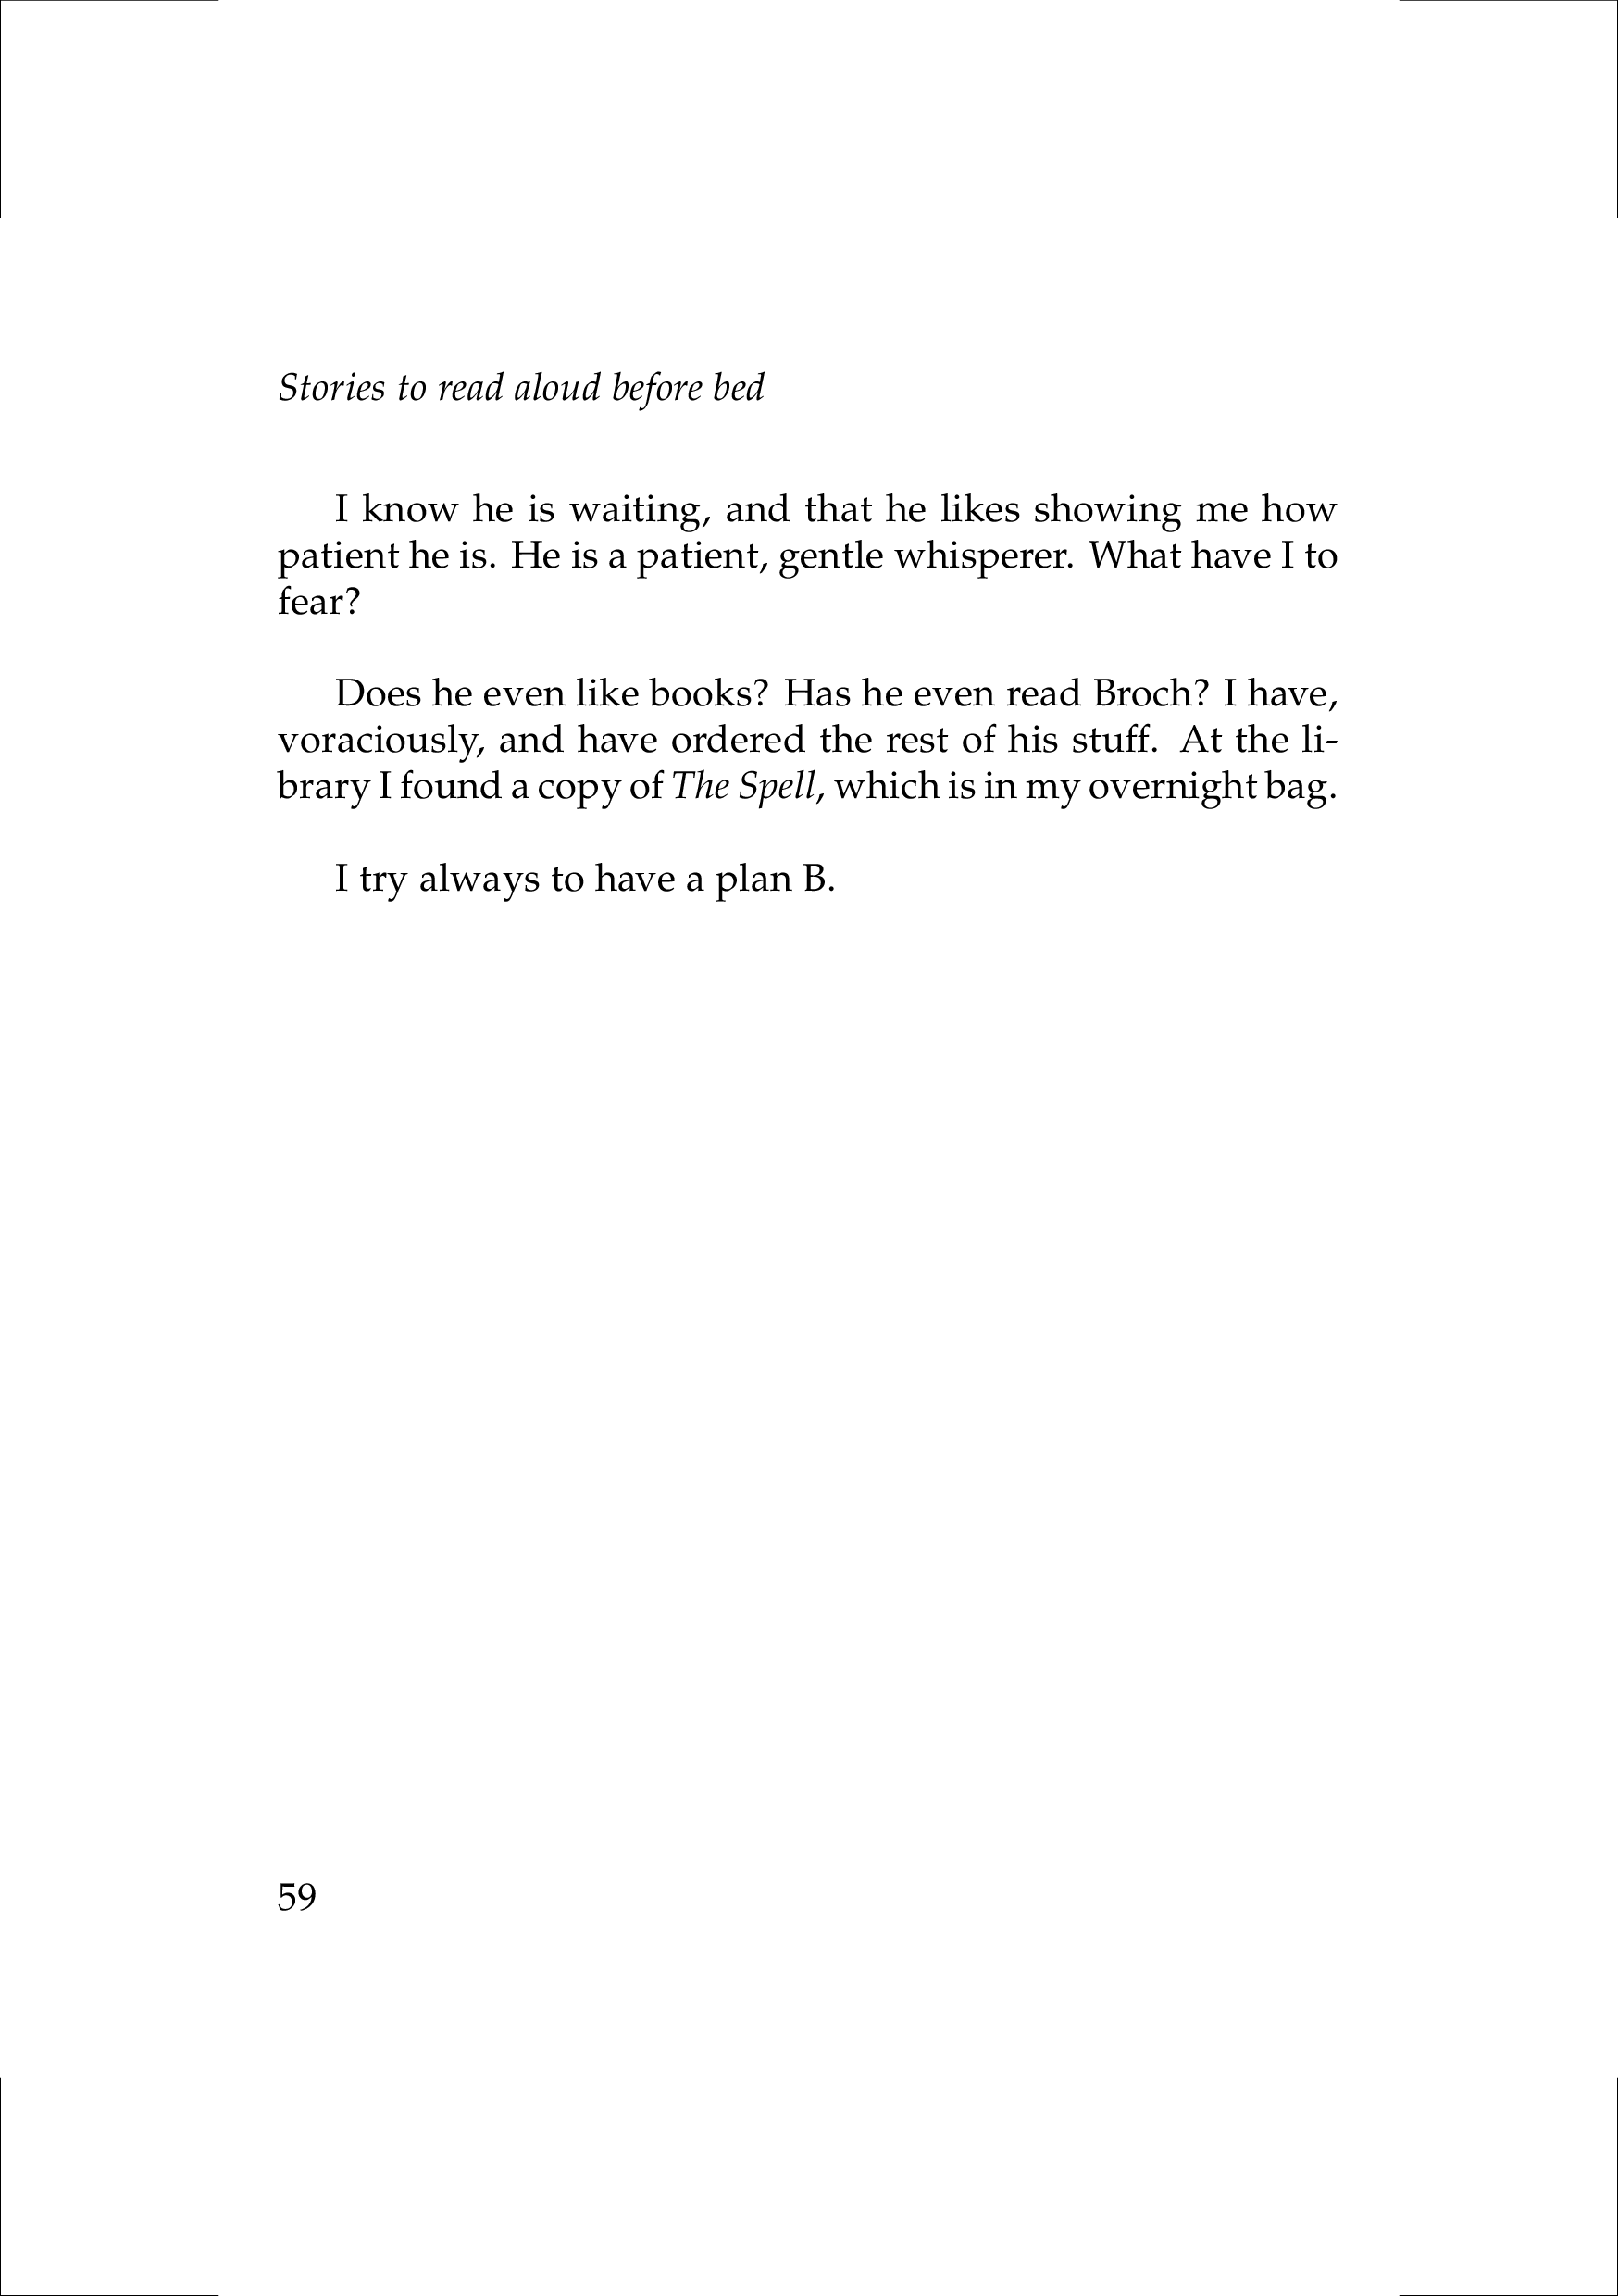 Stories to read aloud before bed
I know he is waiting, and that he likes showing me how
patient he is. He is a patient, gentle whisperer. What have I to
fear?
Does he even like books? Has he even read Broch? I have,
voraciously, and have ordered the rest of his stuff. At the li-
brary I found a copy of The Spell, which is in my overnight bag.
I try always to have a plan B.
59